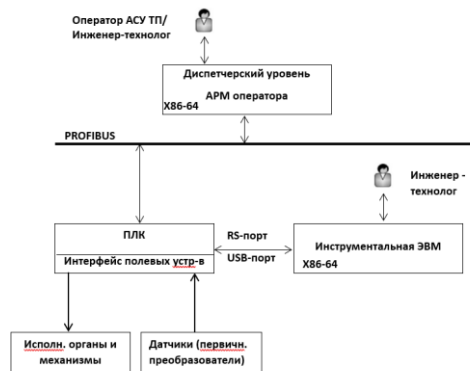 Оператор АСУ ТП/
Инженер-технолог
Диспетчерский уровень
АРМ оператора
X86-64
PROFIBUS
Инженер -
технолог
ПЛК
Интерфейс полевых устр-в
RS-порт
USB-порт
Инструментальная ЭВМ
X86-64
Исполн. органы и
механизмы
Датчики (первичн.
преобразователи)